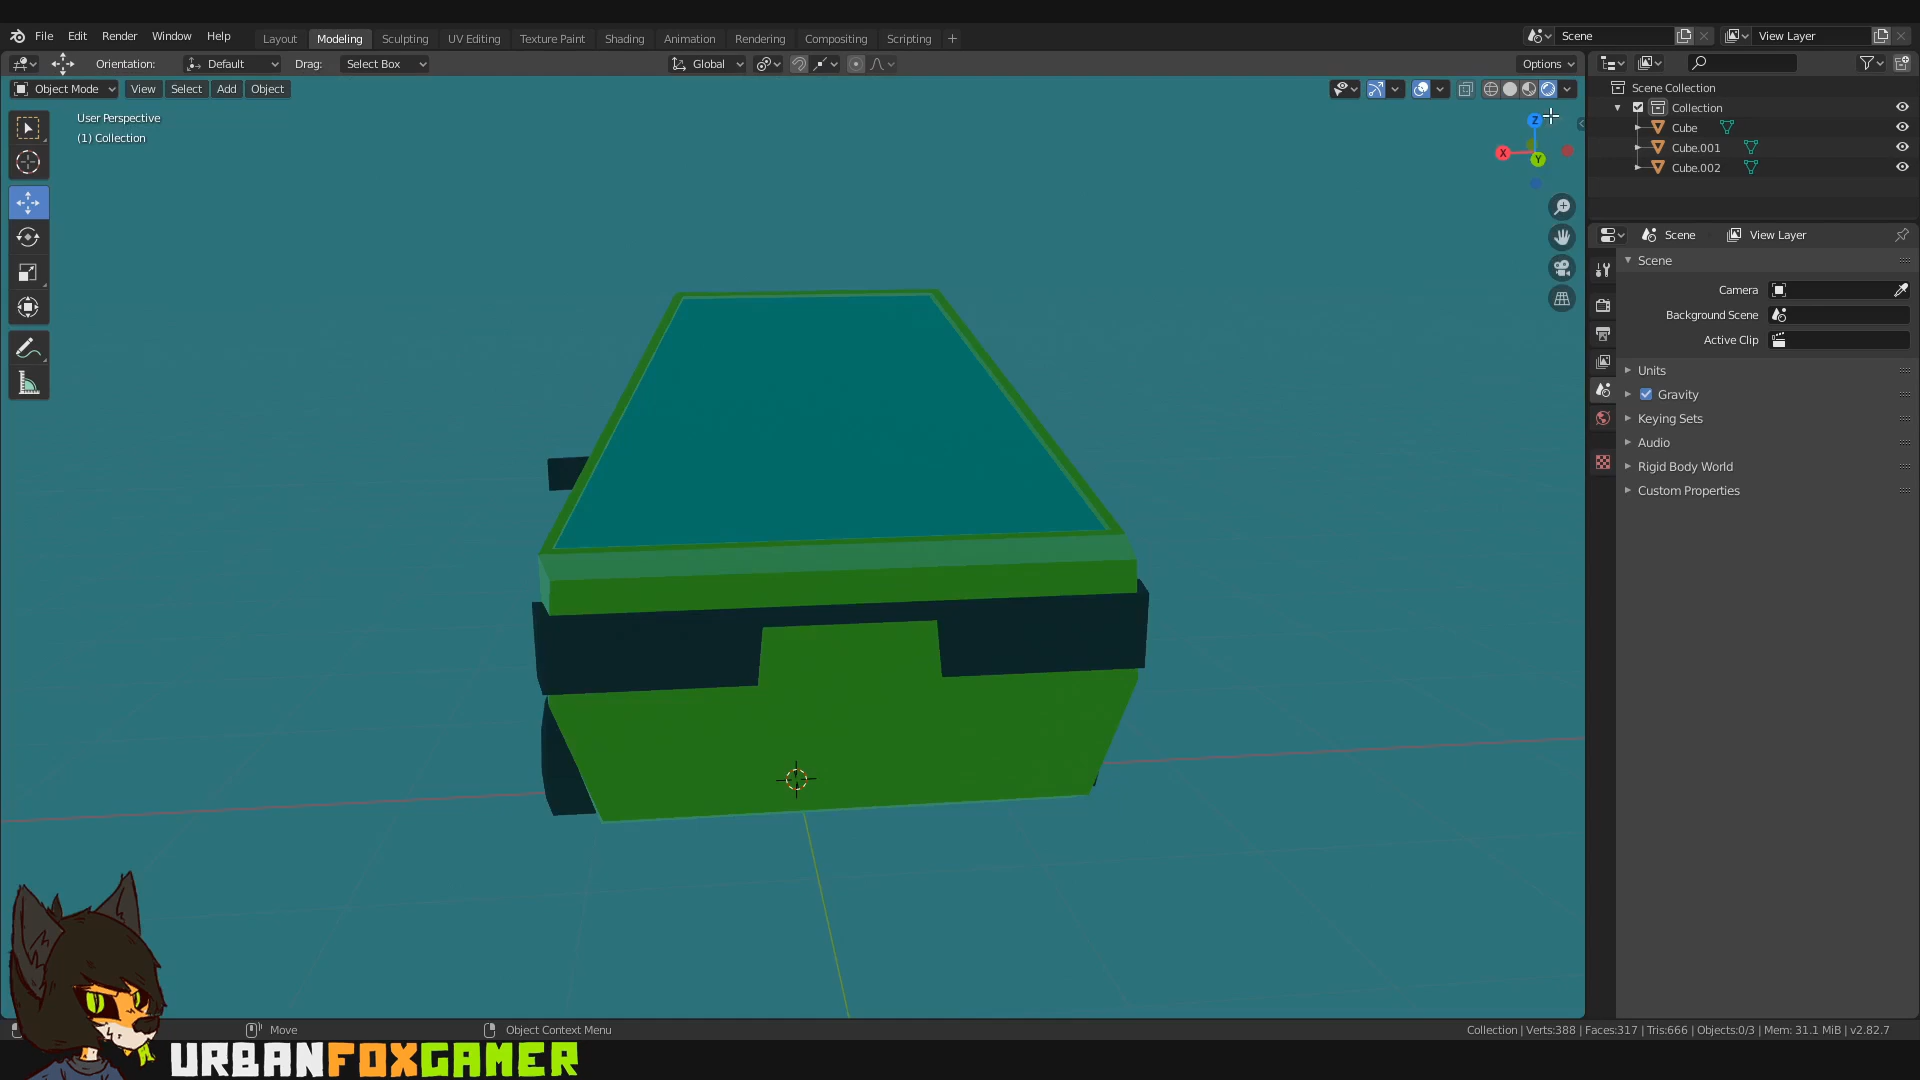 File Edit Render Window Help Layout Modeling Sculpting UV Editing Texture Paint Shading Animation Rendering Compositing Scripting + Scene View Layer
Orientation: Default Drag: Select Box Global Options
Object Mode View Select Add Object
User Perspective
(1) Collection
Z
X
Y
Scene Collection
Collection
Cube
Cube.001
Cube.002
Scene View Layer
Scene
Camera
Background Scene
Active Clip
Units
Gravity
Keying Sets
Audio
Rigid Body World
Custom Properties
Move Object Context Menu Collection | Verts:388 | Faces:317 | Tris:666 | Objects:0/3 | Mem: 31.1 MiB | v2.82.7
URBANFOXGAMER